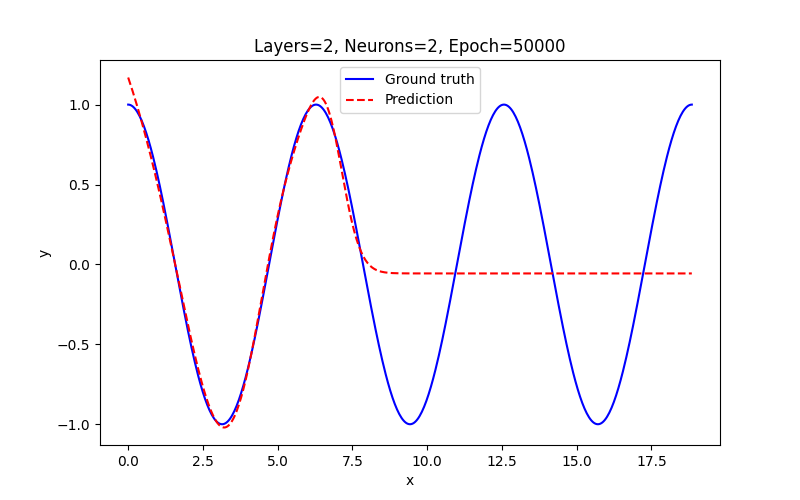 Layers=2, Neurons=2, Epoch=50000
Ground truth
Prediction
1.0
0.5
0.0
−0.5
−1.0
y
0.0 2.5 5.0 7.5 10.0 12.5 15.0 17.5
x